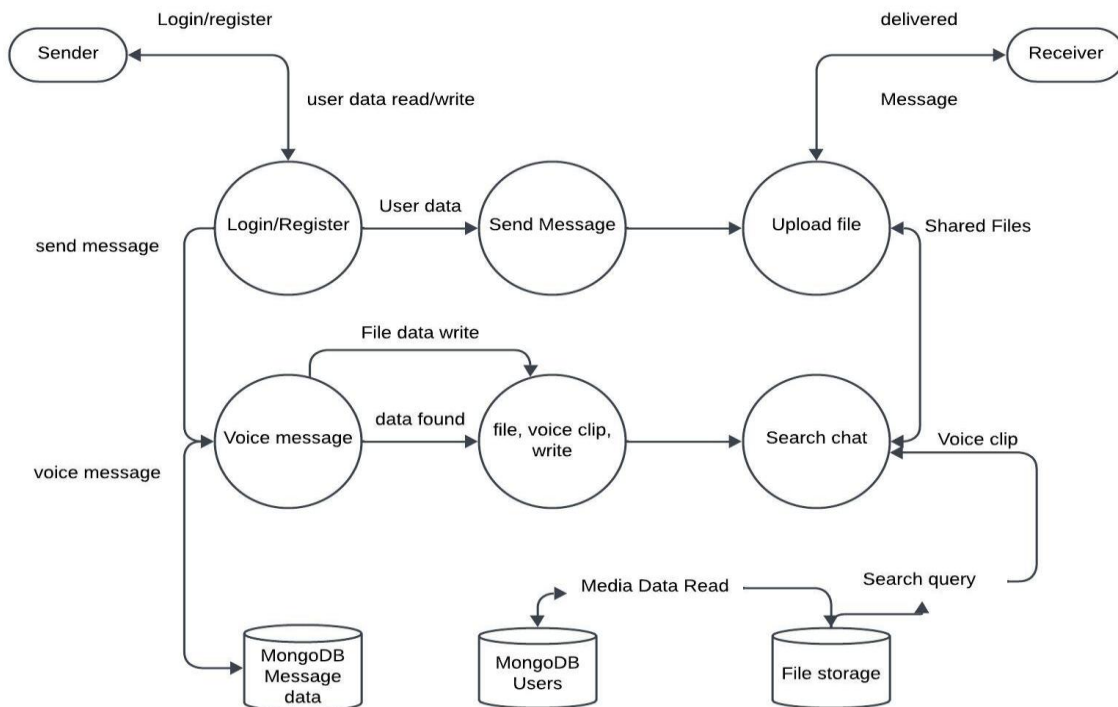 Login/register
delivered
Sender
Receiver
user data read/write
Message
Login/Register
User data
Send Message
Upload file
Shared Files
send message
File data write
Voice message
data found
file, voice clip,
write
Search chat
Voice clip
voice message
Media Data Read
Search query
MongoDB
Message
data
MongoDB
Users
File storage